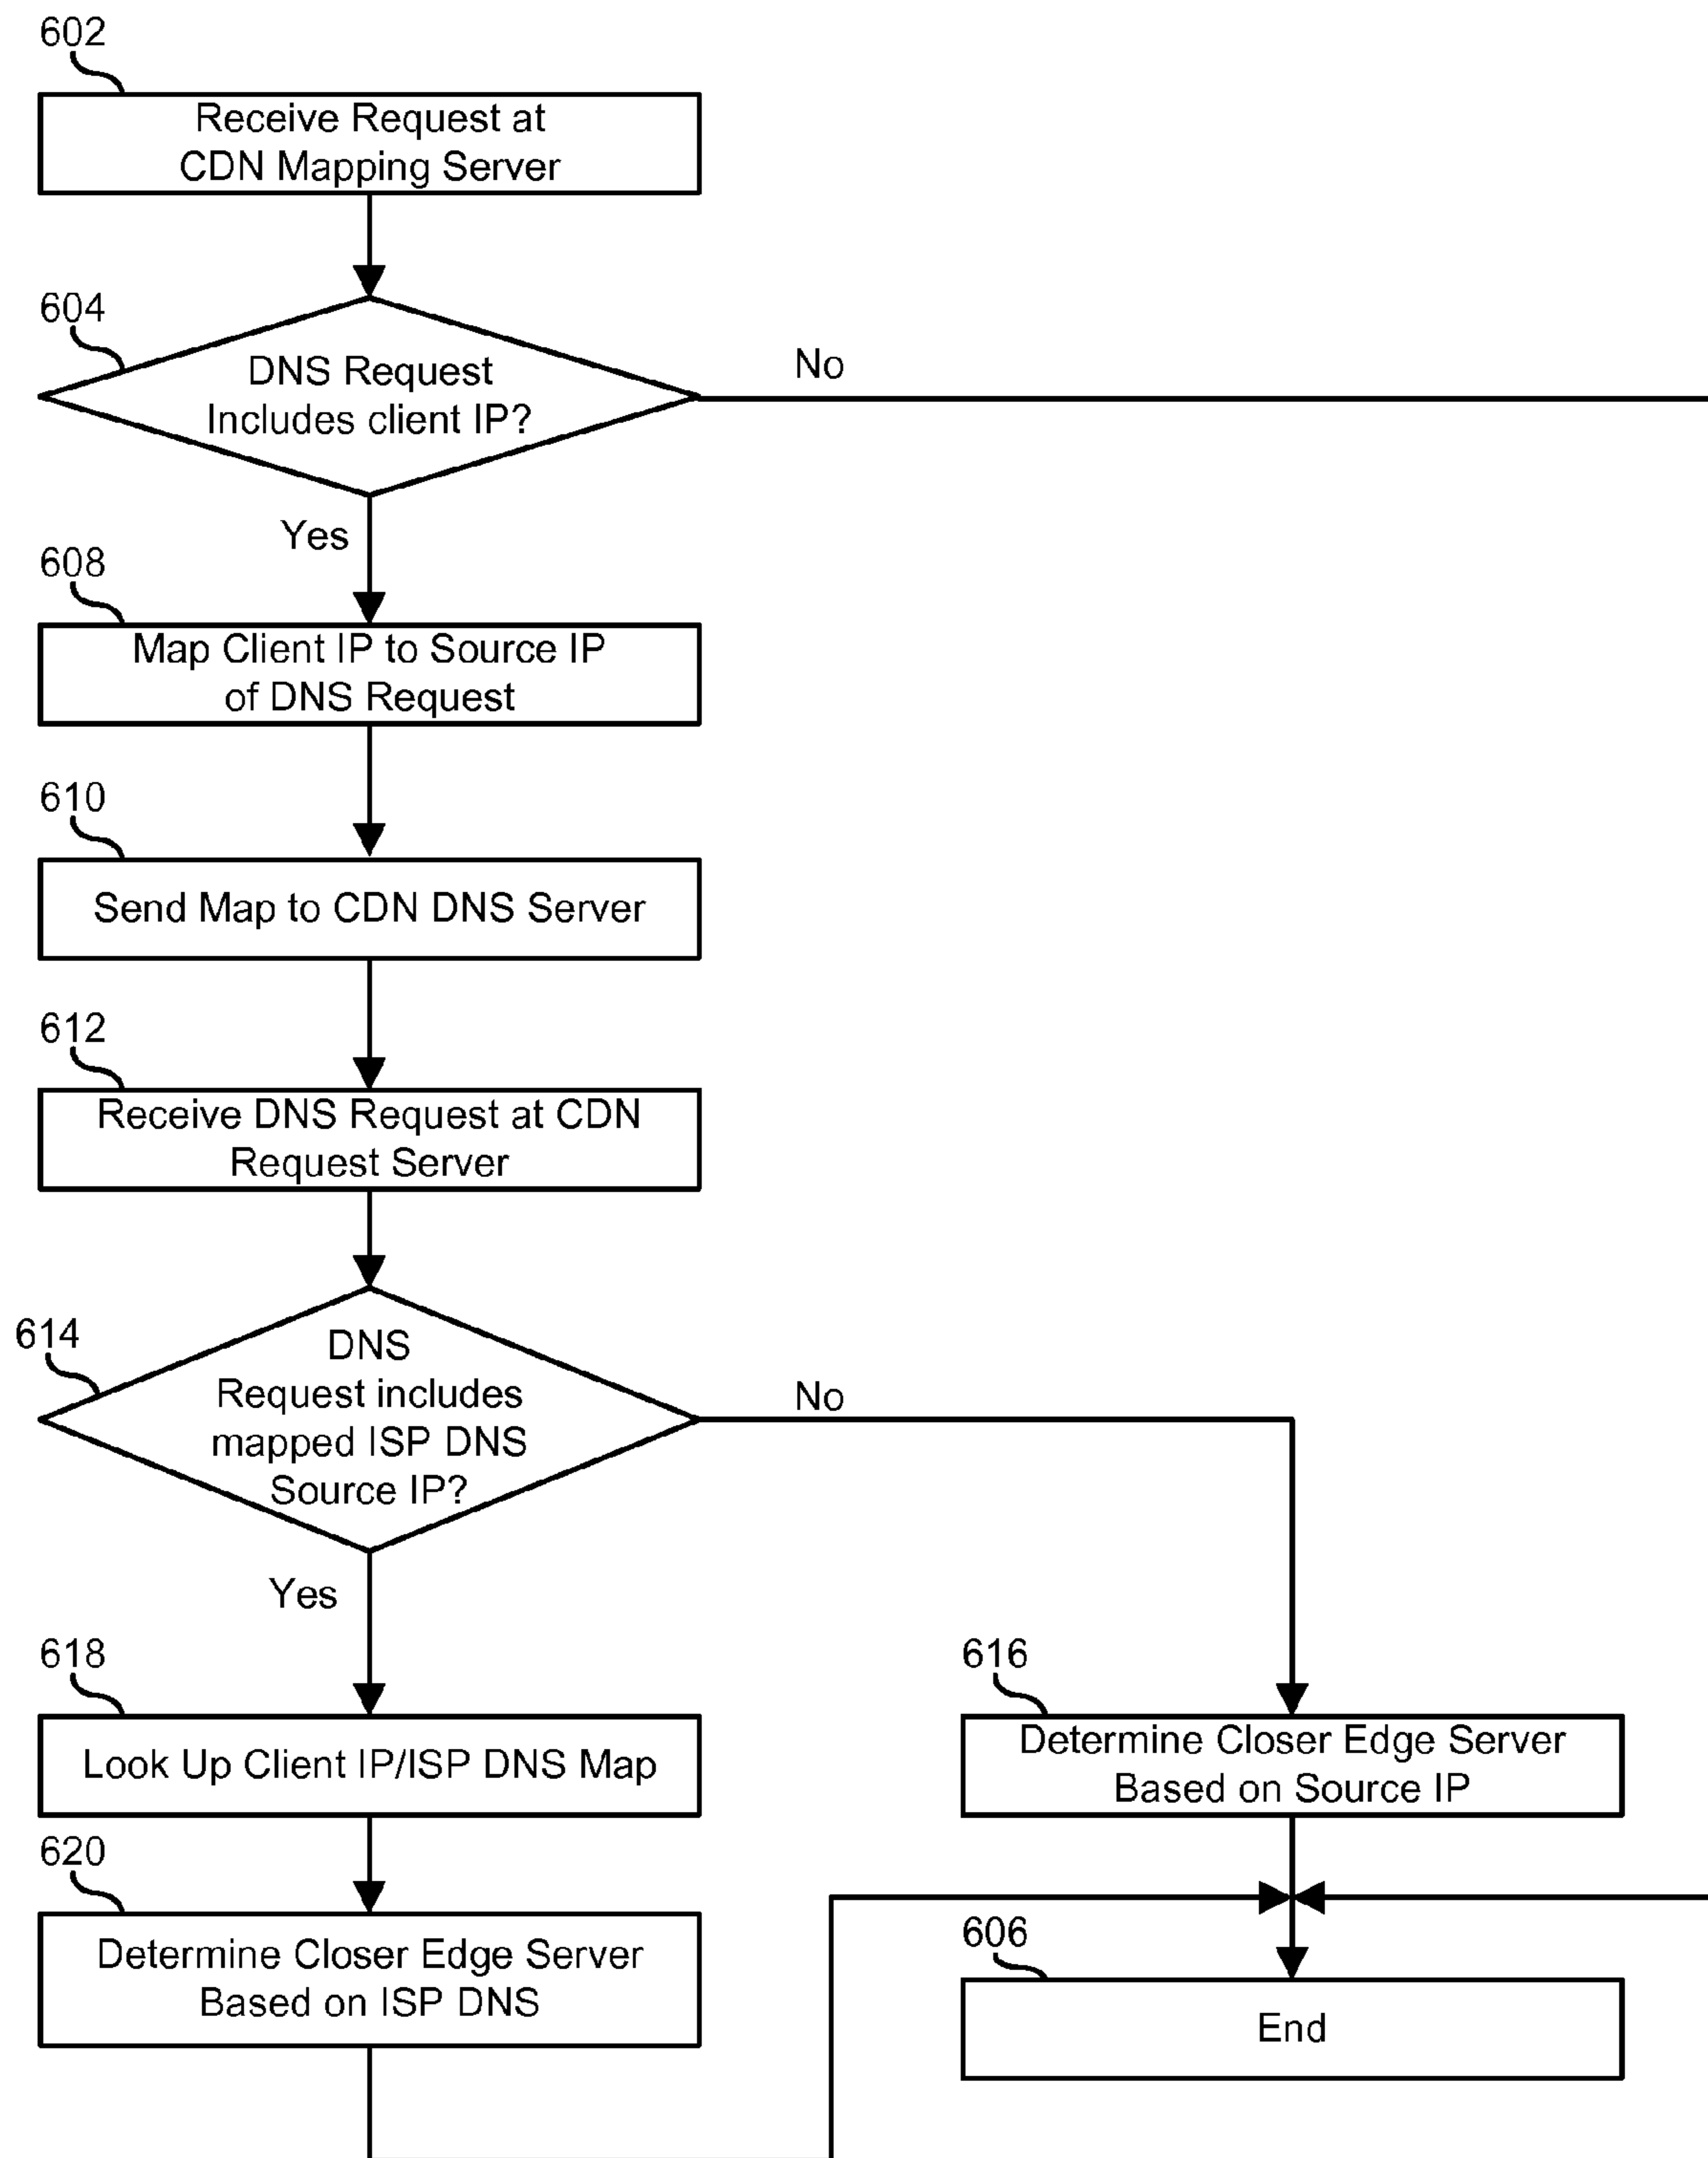 602
Receive Request at
CDN Mapping Server
604
DNS Request
Includes client IP?
No
Yes
608
Map Client IP to Source IP
of DNS Request
610
Send Map to CDN DNS Server
612
Receive DNS Request at CDN
Request Server
614
DNS
Request includes
mapped ISP DNS
Source IP?
No
Yes
618
Look Up Client IP/ISP DNS Map
616
Determine Closer Edge Server
Based on Source IP
620
Determine Closer Edge Server
Based on ISP DNS
606
End